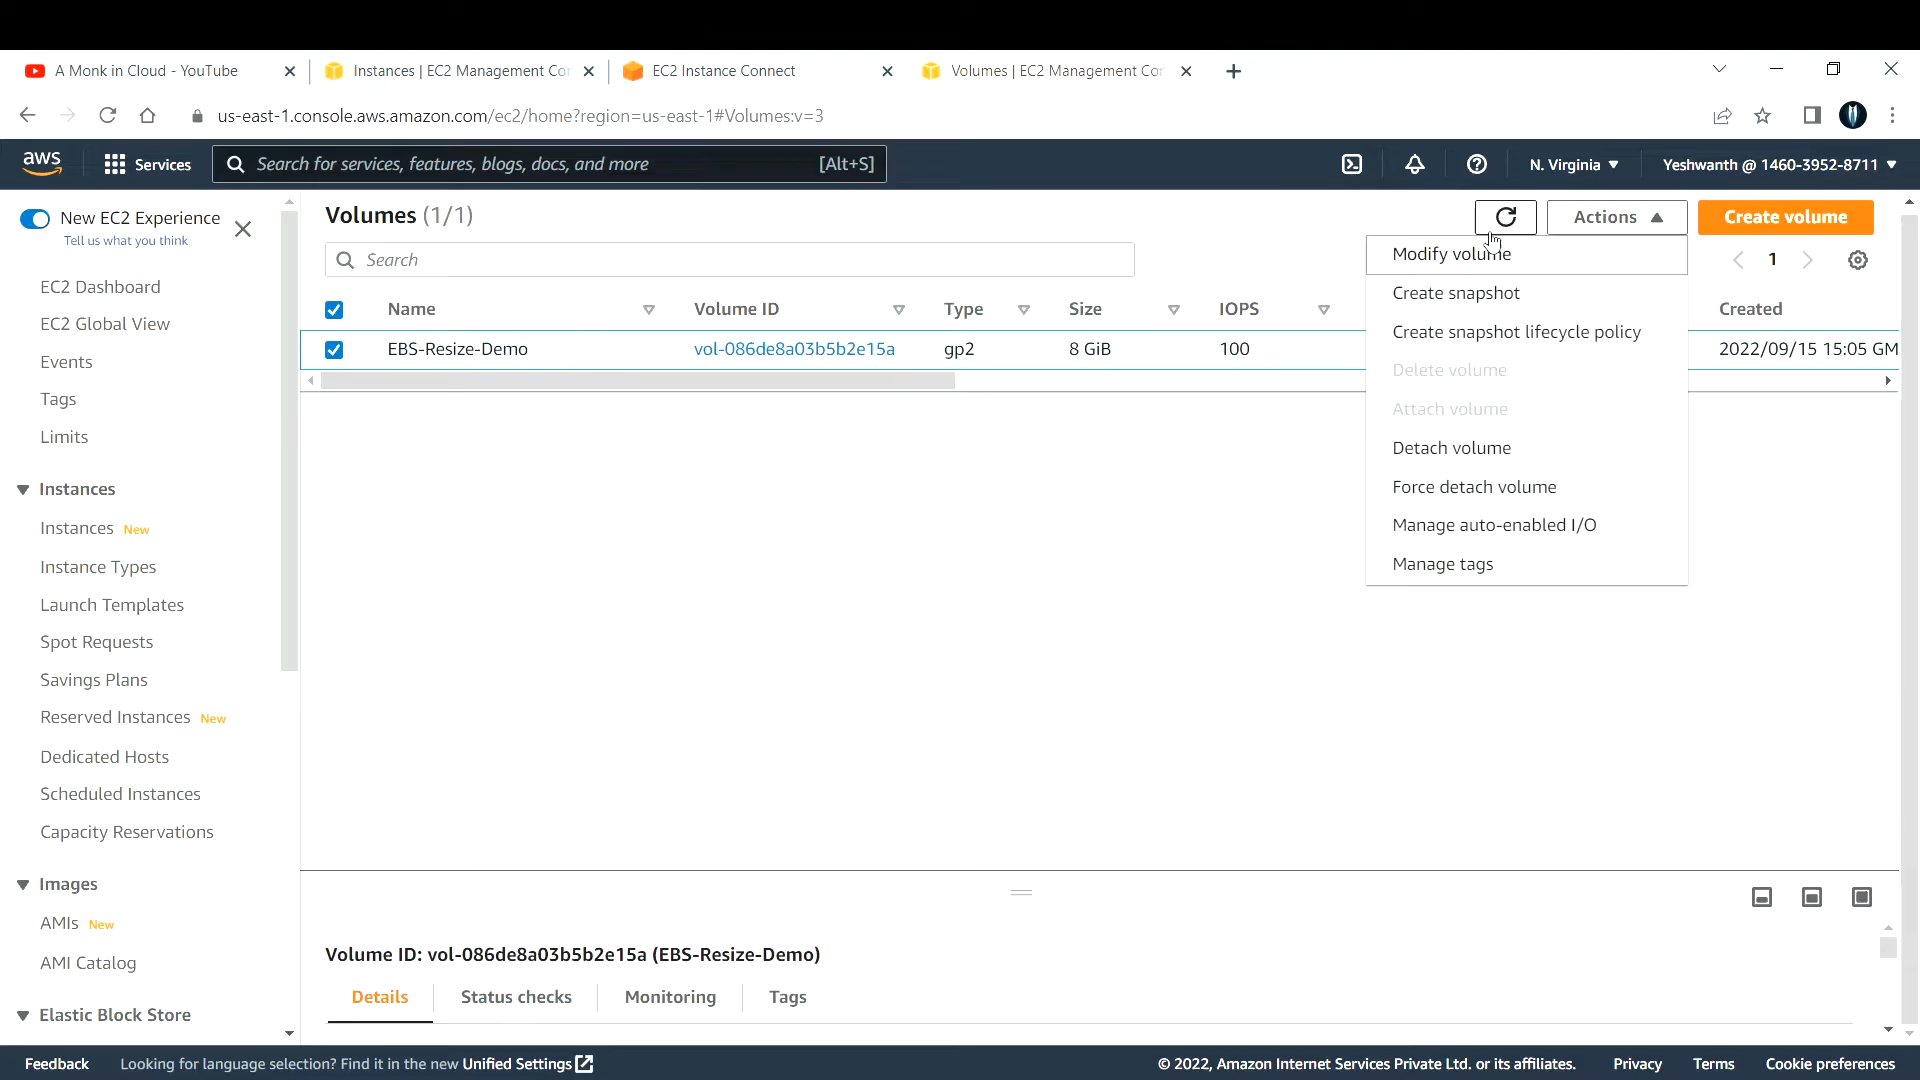 A Monk in Cloud - YouTube
Instances | EC2 Management Con
EC2 Instance Connect
Volumes | EC2 Management Con
us-east-1.console.aws.amazon.com/ec2/home?region=us-east-1#Volumes:v=3
aws
Services
Search for services, features, blogs, docs, and more
[Alt+S]
N. Virginia
Yeshwanth @ 1460-3952-8711
New EC2 Experience
Tell us what you think
EC2 Dashboard
EC2 Global View
Events
Tags
Limits
Instances
Instances New
Instance Types
Launch Templates
Spot Requests
Savings Plans
Reserved Instances New
Dedicated Hosts
Scheduled Instances
Capacity Reservations
Images
AMIs New
AMI Catalog
Elastic Block Store
Volumes (1/1)
Actions
Create volume
Search
1
Name
Volume ID
Type
Size
IOPS
Created
EBS-Resize-Demo
vol-086de8a03b5b2e15a
gp2
8 GiB
100
2022/09/15 15:05 GM
Modify volume
Create snapshot
Create snapshot lifecycle policy
Delete volume
Attach volume
Detach volume
Force detach volume
Manage auto-enabled I/O
Manage tags
Volume ID: vol-086de8a03b5b2e15a (EBS-Resize-Demo)
Details
Status checks
Monitoring
Tags
Feedback
Looking for language selection? Find it in the new Unified Settings
© 2022, Amazon Internet Services Private Ltd. or its affiliates.
Privacy
Terms
Cookie preferences